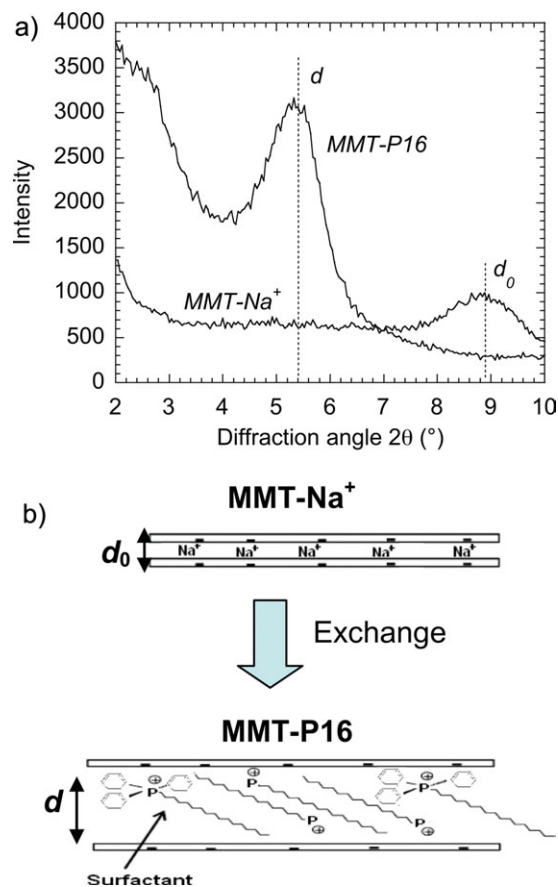 a)
4000
3500
3000
2500
2000
1500
1000
500
0
Intensity
d
MMT-P16
d₀
MMT-Na⁺
2 3 4 5 6 7 8 9 10
Diffraction angle 2θ (°)
b)
MMT-Na⁺
d₀
Na⁺ Na⁺ Na⁺ Na⁺ Na⁺
Exchange
MMT-P16
d
P P P P P
Surfactant